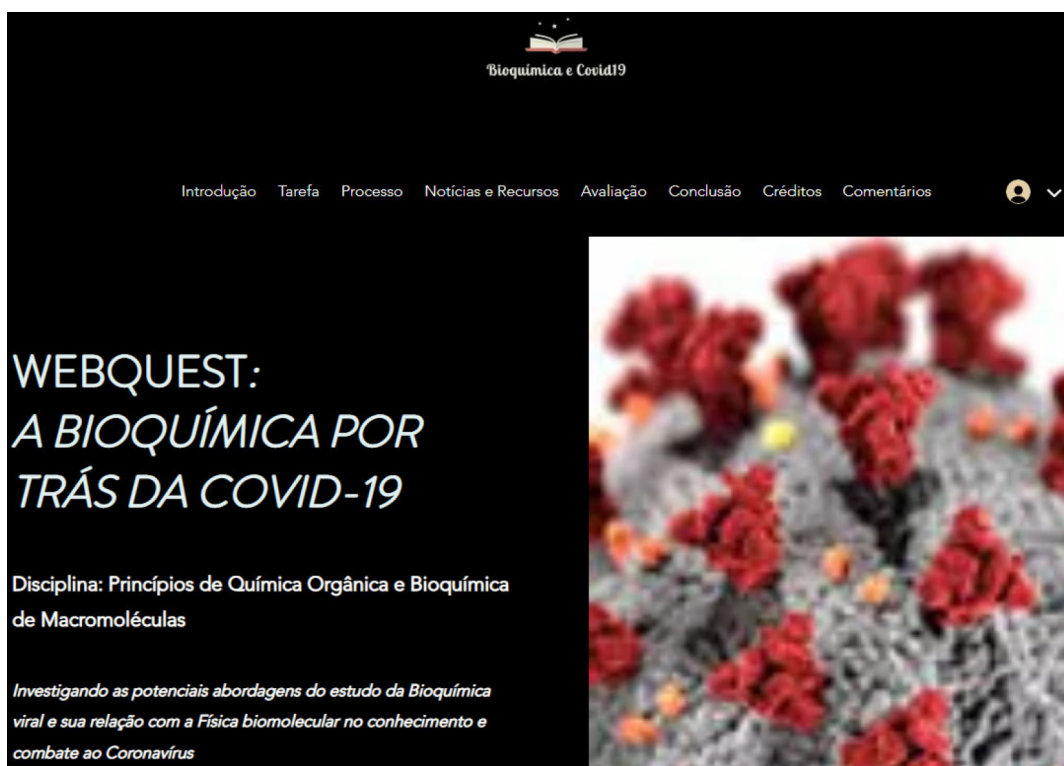 Bioquímica e Covid19
Introdução Tarefa Processo Notícias e Recursos Avaliação Conclusão Créditos Comentários
WEBQUEST:
A BIOQUÍMICA POR
TRÁS DA COVID-19
Disciplina: Princípios de Química Orgânica e Bioquímica
de Macromoléculas
Investigando as potenciais abordagens do estudo da Bioquímica
viral e sua relação com a Física biomolecular no conhecimento e
combate ao Coronavírus